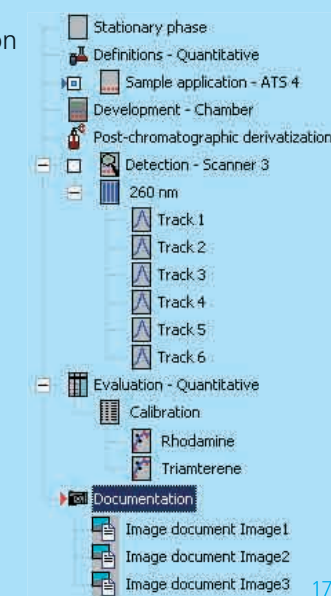 on
Stationary phase
Definitions - Quantitative
Sample application - ATS 4
Development - Chamber
Post-chromatographic derivatization
Detection - Scanner 3
260 nm
Track 1
Track 2
Track 3
Track 4
Track 5
Track 6
Evaluation - Quantitative
Calibration
Rhodamine
Triamterene
Documentation
Image document Image1
Image document Image2
Image document Image3
17